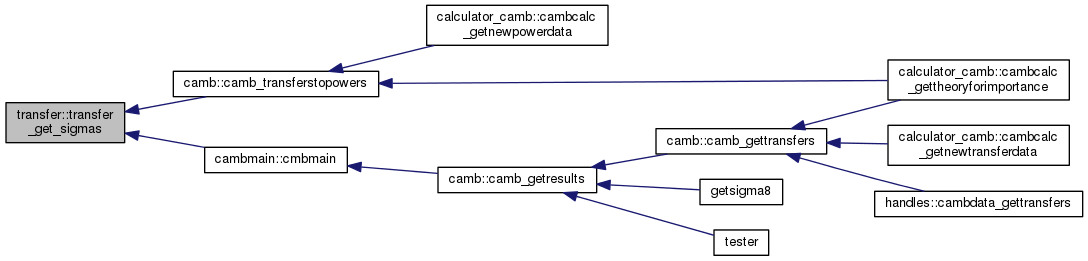 calculator_camb::cambcalc
_getnewpowerdata
camb::camb_transferstopowers
calculator_camb::cambcalc
_gettheoryforimportance
transfer::transfer
_get_sigmas
camb::camb_gettransfers
calculator_camb::cambcalc
_getnewtransferdata
cambmain::cmbmain
camb::camb_getresults
getsigma8
handles::cambdata_gettransfers
tester